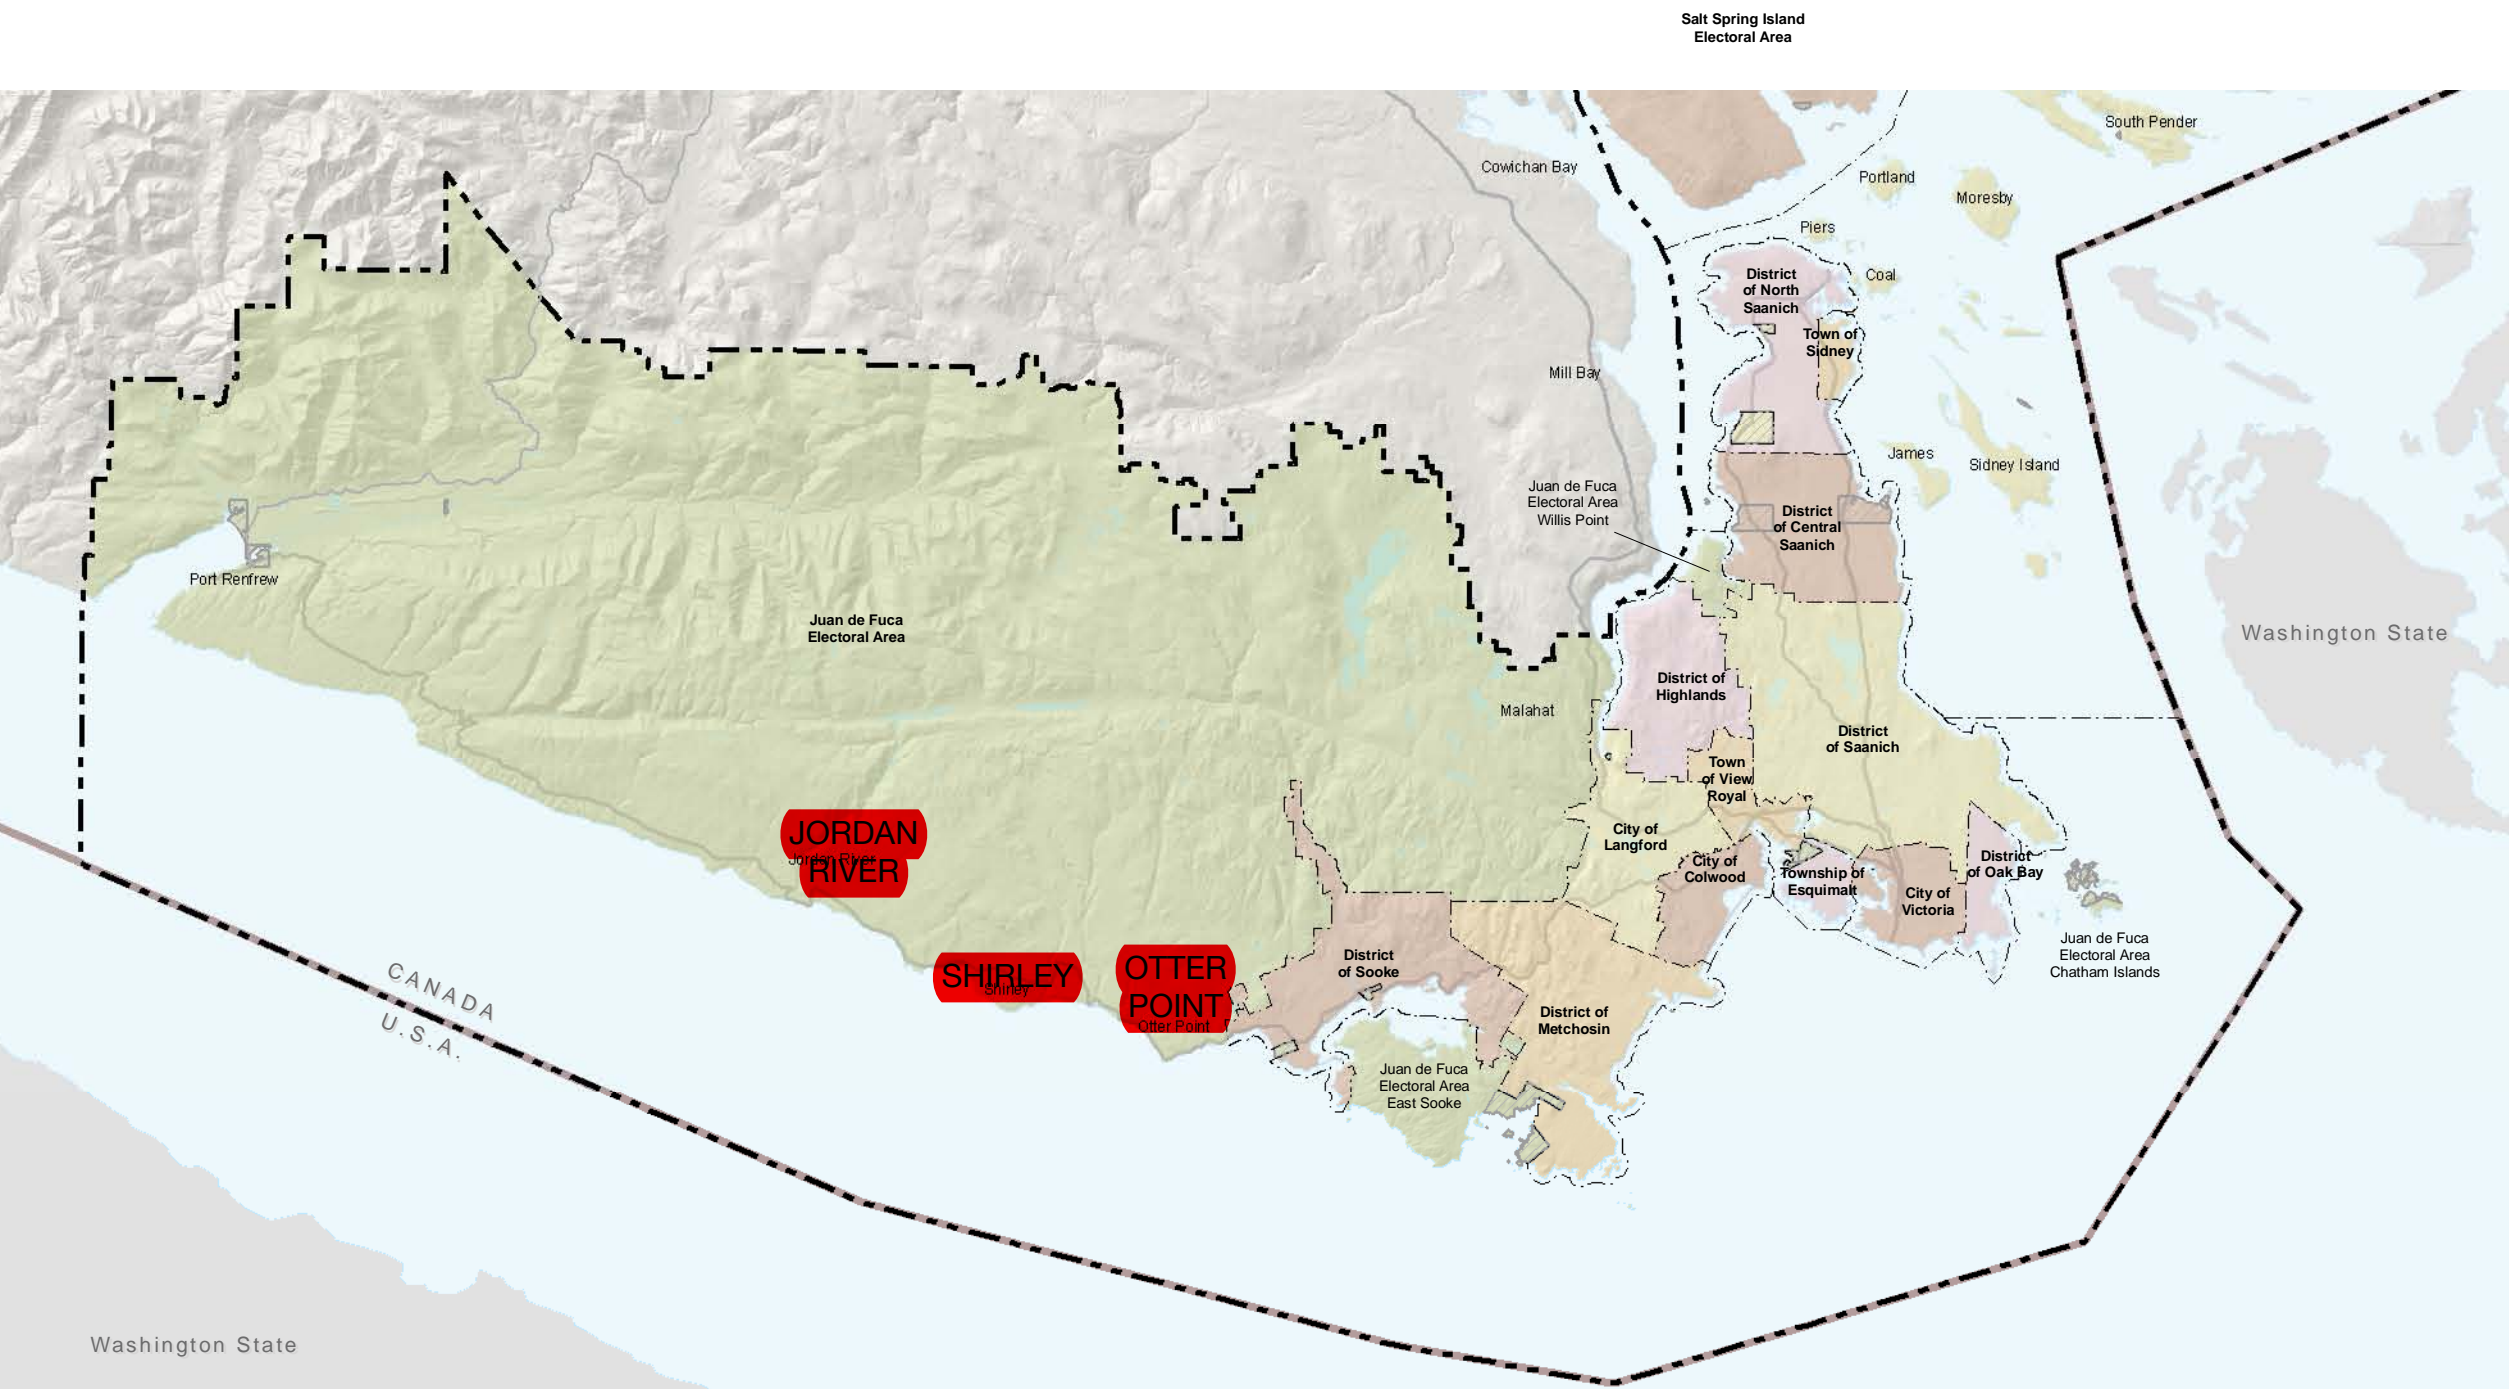 Salt Spring Island
Electoral Area
South Pender
Cowichan Bay
Portland
Moresby
Piers
District
of North
Saanich
Coal
Town of
Sidney
Mill Bay
James
Sidney Island
Juan de Fuca
Electoral Area
Willis Point
District
of Central
Saanich
Port Renfrew
Juan de Fuca
Electoral Area
Washington State
District of
Highlands
Malahat
District
of Saanich
Town
of View
Royal
City of
Langford
JORDAN
Jordan River
RIVER
City of
Colwood
Township of
Esquimalt
City of
Victoria
District
of Oak Bay
Juan de Fuca
Electoral Area
Chatham Islands
SHIRLEY
Shirley
OTTER
POINT
Otter Point
District
of Sooke
CANADA
U.S.A.
District of
Metchosin
Juan de Fuca
Electoral Area
East Sooke
Washington State